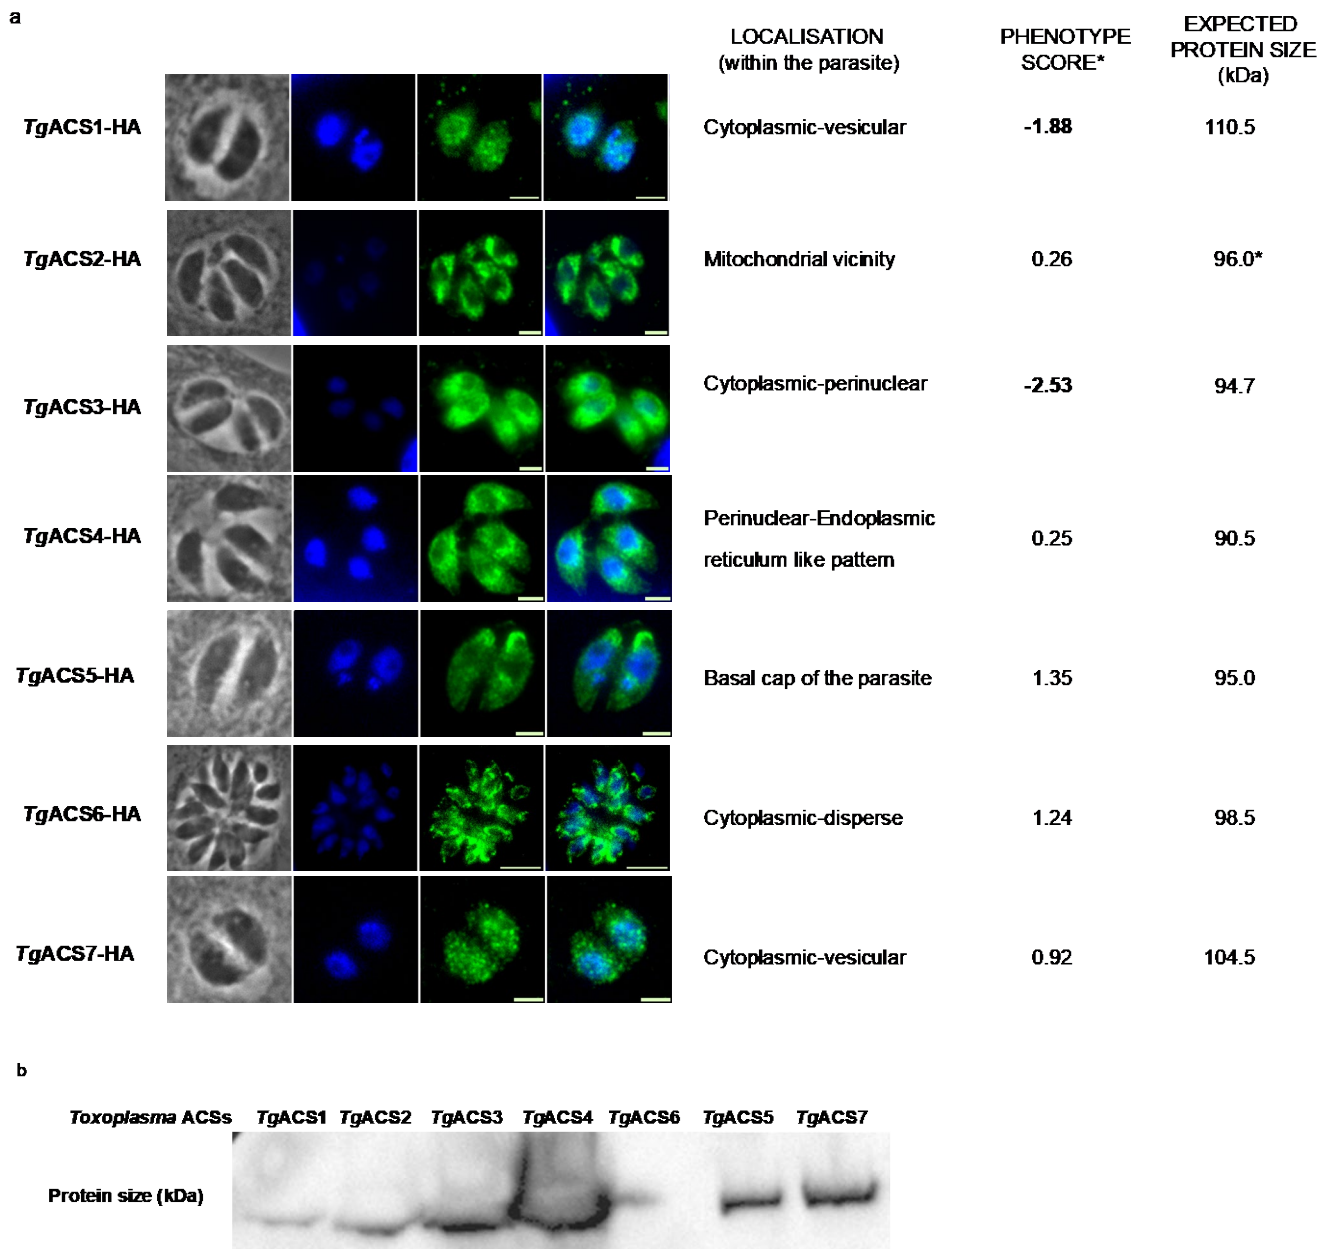 a
LOCALISATION
(within the parasite)
PHENOTYPE
SCORE*
EXPECTED
PROTEIN SIZE
(kDa)
TgACS1-HA Cytoplasmic-vesicular -1.88 110.5
TgACS2-HA Mitochondrial vicinity 0.26 96.0*
TgACS3-HA Cytoplasmic-perinuclear -2.53 94.7
TgACS4-HA Perinuclear-Endoplasmic
reticulum like pattern 0.25 90.5
TgACS5-HA Basal cap of the parasite 1.35 95.0
TgACS6-HA Cytoplasmic-disperse 1.24 98.5
TgACS7-HA Cytoplasmic-vesicular 0.92 104.5
b
Toxoplasma ACSs TgACS1 TgACS2 TgACS3 TgACS4 TgACS6 TgACS5 TgACS7
Protein size (kDa)